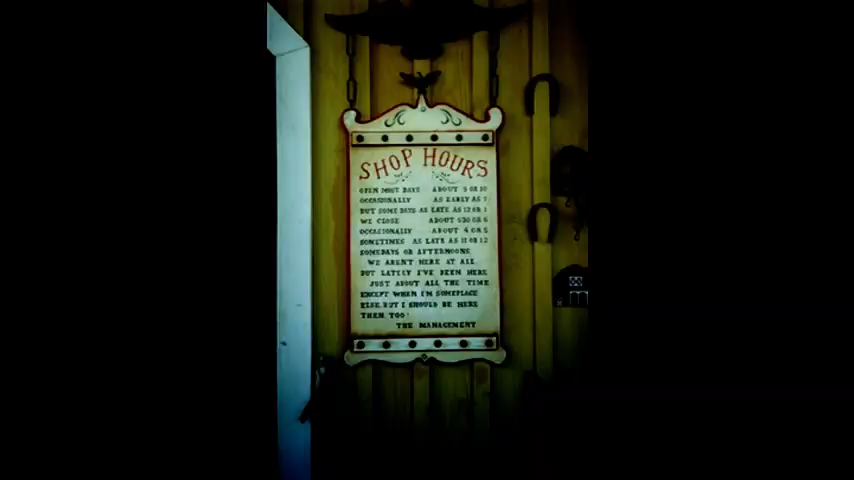 SHOP HOURS
OPEN MOST DAYS ABOUT 9 OR 10
OCCASIONALLY AS EARLY AS 7
BUT SOME DAYS AS LATE AS 12 OR 1
WE CLOSE ABOUT 530 OR 6
OCCASIONALLY ABOUT 4 OR 5
SOMETIMES AS LATE AS 11 OR 12
SOMEDAYS OR AFTERNOONS
WE AREN'T HERE AT ALL
BUT LATELY I'VE BEEN HERE
JUST ABOUT ALL THE TIME
EXCEPT WHEN I'M SOMEPLACE
ELSE BUT I SHOULD BE HERE
THEN TOO
THE MANAGEMENT